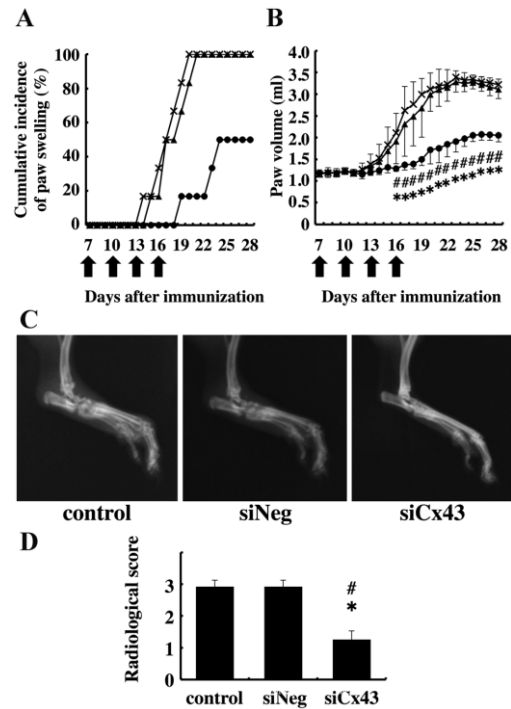 A
B
Cumulative incidence
of paw swelling (%)
100
80
60
40
20
0
7 10 13 16 19 22 25 28
Days after immunization
Paw volume (ml)
4.0
3.5
3.0
2.5
2.0
1.5
1.0
0.5
0
#############
*************
7 10 13 16 19 22 25 28
Days after immunization
C
control
siNeg
siCx43
D
Radiological score
3
2
1
0
#
*
control
siNeg
siCx43